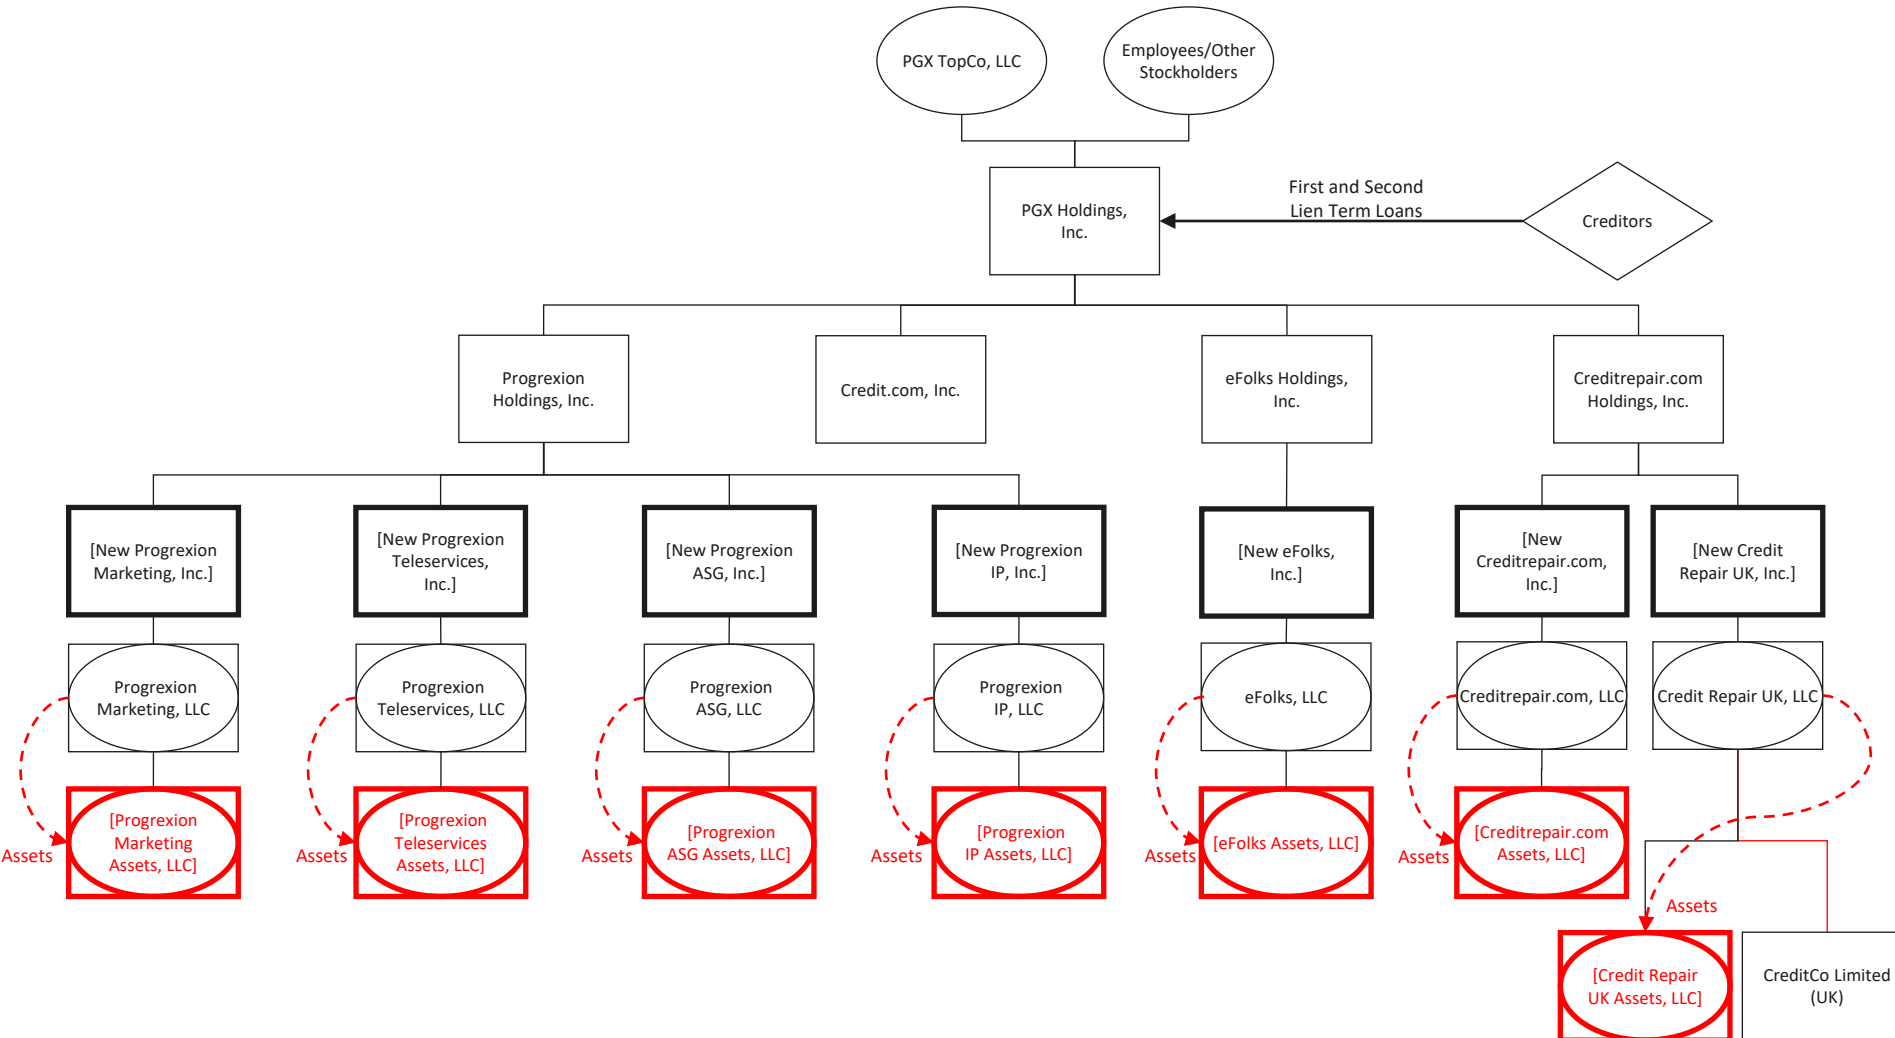 PGX TopCo, LLC
Employees/Other
Stockholders
PGX Holdings,
Inc.
First and Second
Lien Term Loans
Creditors
Progrexion
Holdings, Inc.
Credit.com, Inc.
eFolks Holdings,
Inc.
Creditrepair.com
Holdings, Inc.
[New Progrexion
Marketing, Inc.]
[New Progrexion
Teleservices,
Inc.]
[New Progrexion
ASG, Inc.]
[New Progrexion
IP, Inc.]
[New eFolks,
Inc.]
[New
Creditrepair.com,
Inc.]
[New Credit
Repair UK, Inc.]
Progrexion
Marketing, LLC
Progrexion
Teleservices, LLC
Progrexion
ASG, LLC
Progrexion
IP, LLC
eFolks, LLC
Creditrepair.com, LLC
Credit Repair UK, LLC
Assets
[Progrexion
Marketing
Assets, LLC]
Assets
[Progrexion
Teleservices
Assets, LLC]
Assets
[Progrexion
ASG Assets, LLC]
Assets
[Progrexion
IP Assets, LLC]
Assets
[eFolks Assets, LLC]
Assets
[Creditrepair.com
Assets, LLC]
Assets
[Credit Repair
UK Assets, LLC]
CreditCo Limited
(UK)